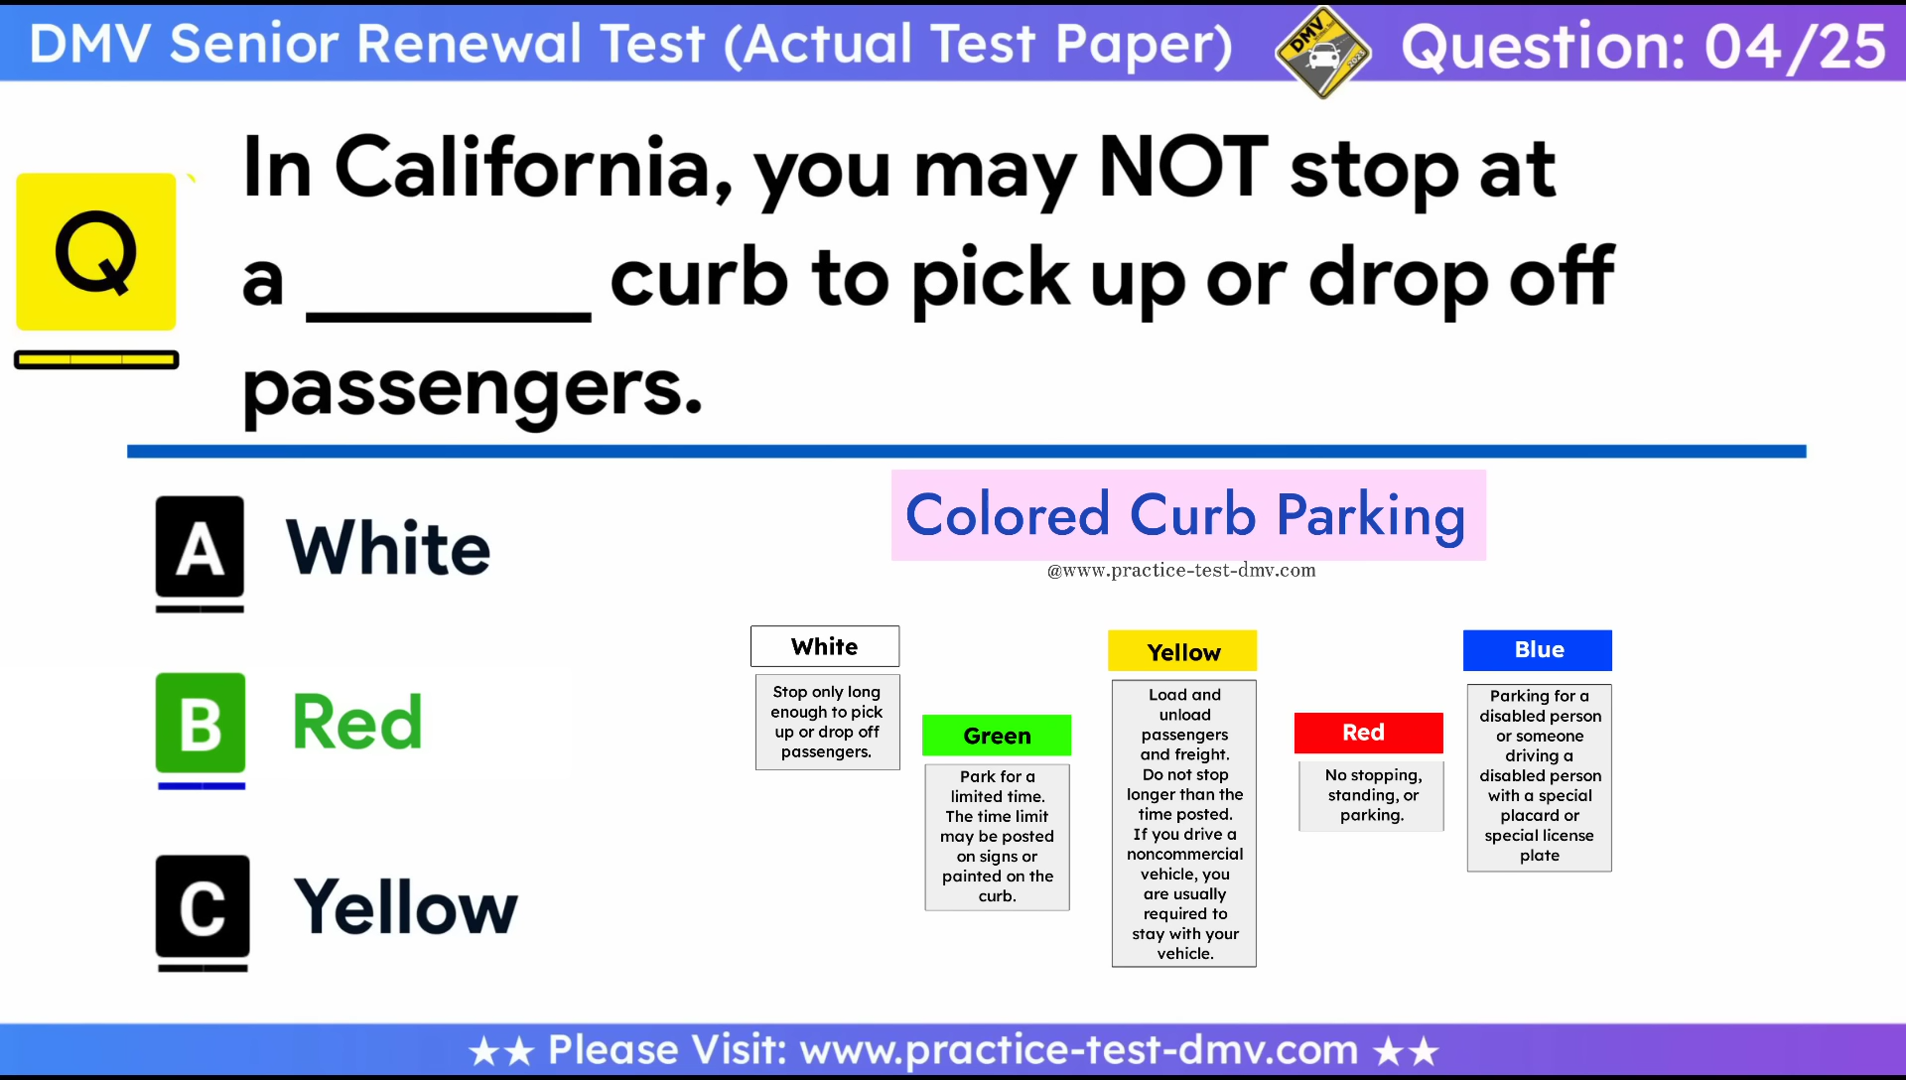 DMV Senior Renewal Test (Actual Test Paper)
DMV
2023
Question: 04/25
Q
In California, you may NOT stop at
a ________ curb to pick up or drop off
passengers.
A White
B Red
C Yellow
Colored Curb Parking
@www.practice-test-dmv.com
White
Stop only long
enough to pick
up or drop off
passengers.
Green
Park for a
limited time.
The time limit
may be posted
on signs or
painted on the
curb.
Yellow
Load and
unload
passengers
and freight.
Do not stop
longer than the
time posted.
If you drive a
noncommercial
vehicle, you
are usually
required to
stay with your
vehicle.
Red
No stopping,
standing, or
parking.
Blue
Parking for a
disabled person
or someone
driving a
disabled person
with a special
placard or
special license
plate
★★ Please Visit: www.practice-test-dmv.com ★★